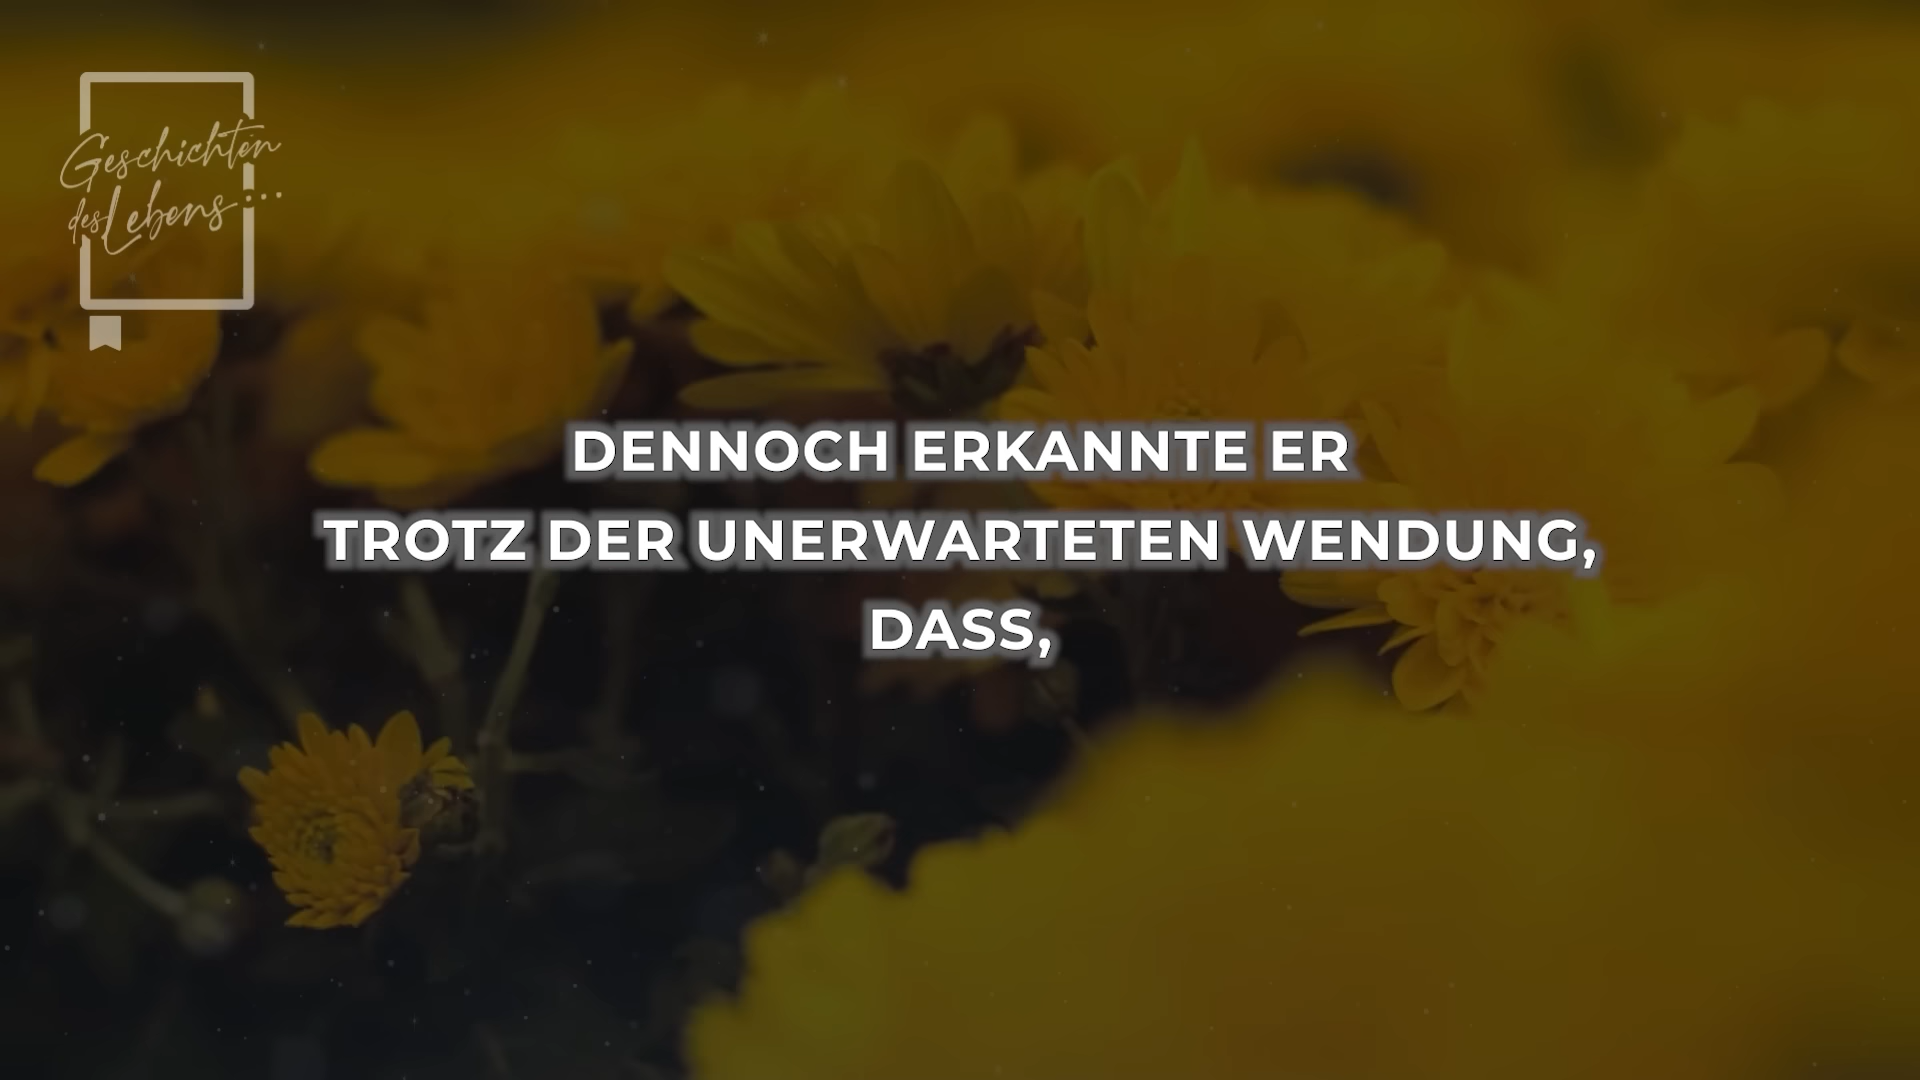 Geschichten
des Lebens...
DENNOCH ERKANNTE ER
TROTZ DER UNERWARTETEN WENDUNG,
DASS,